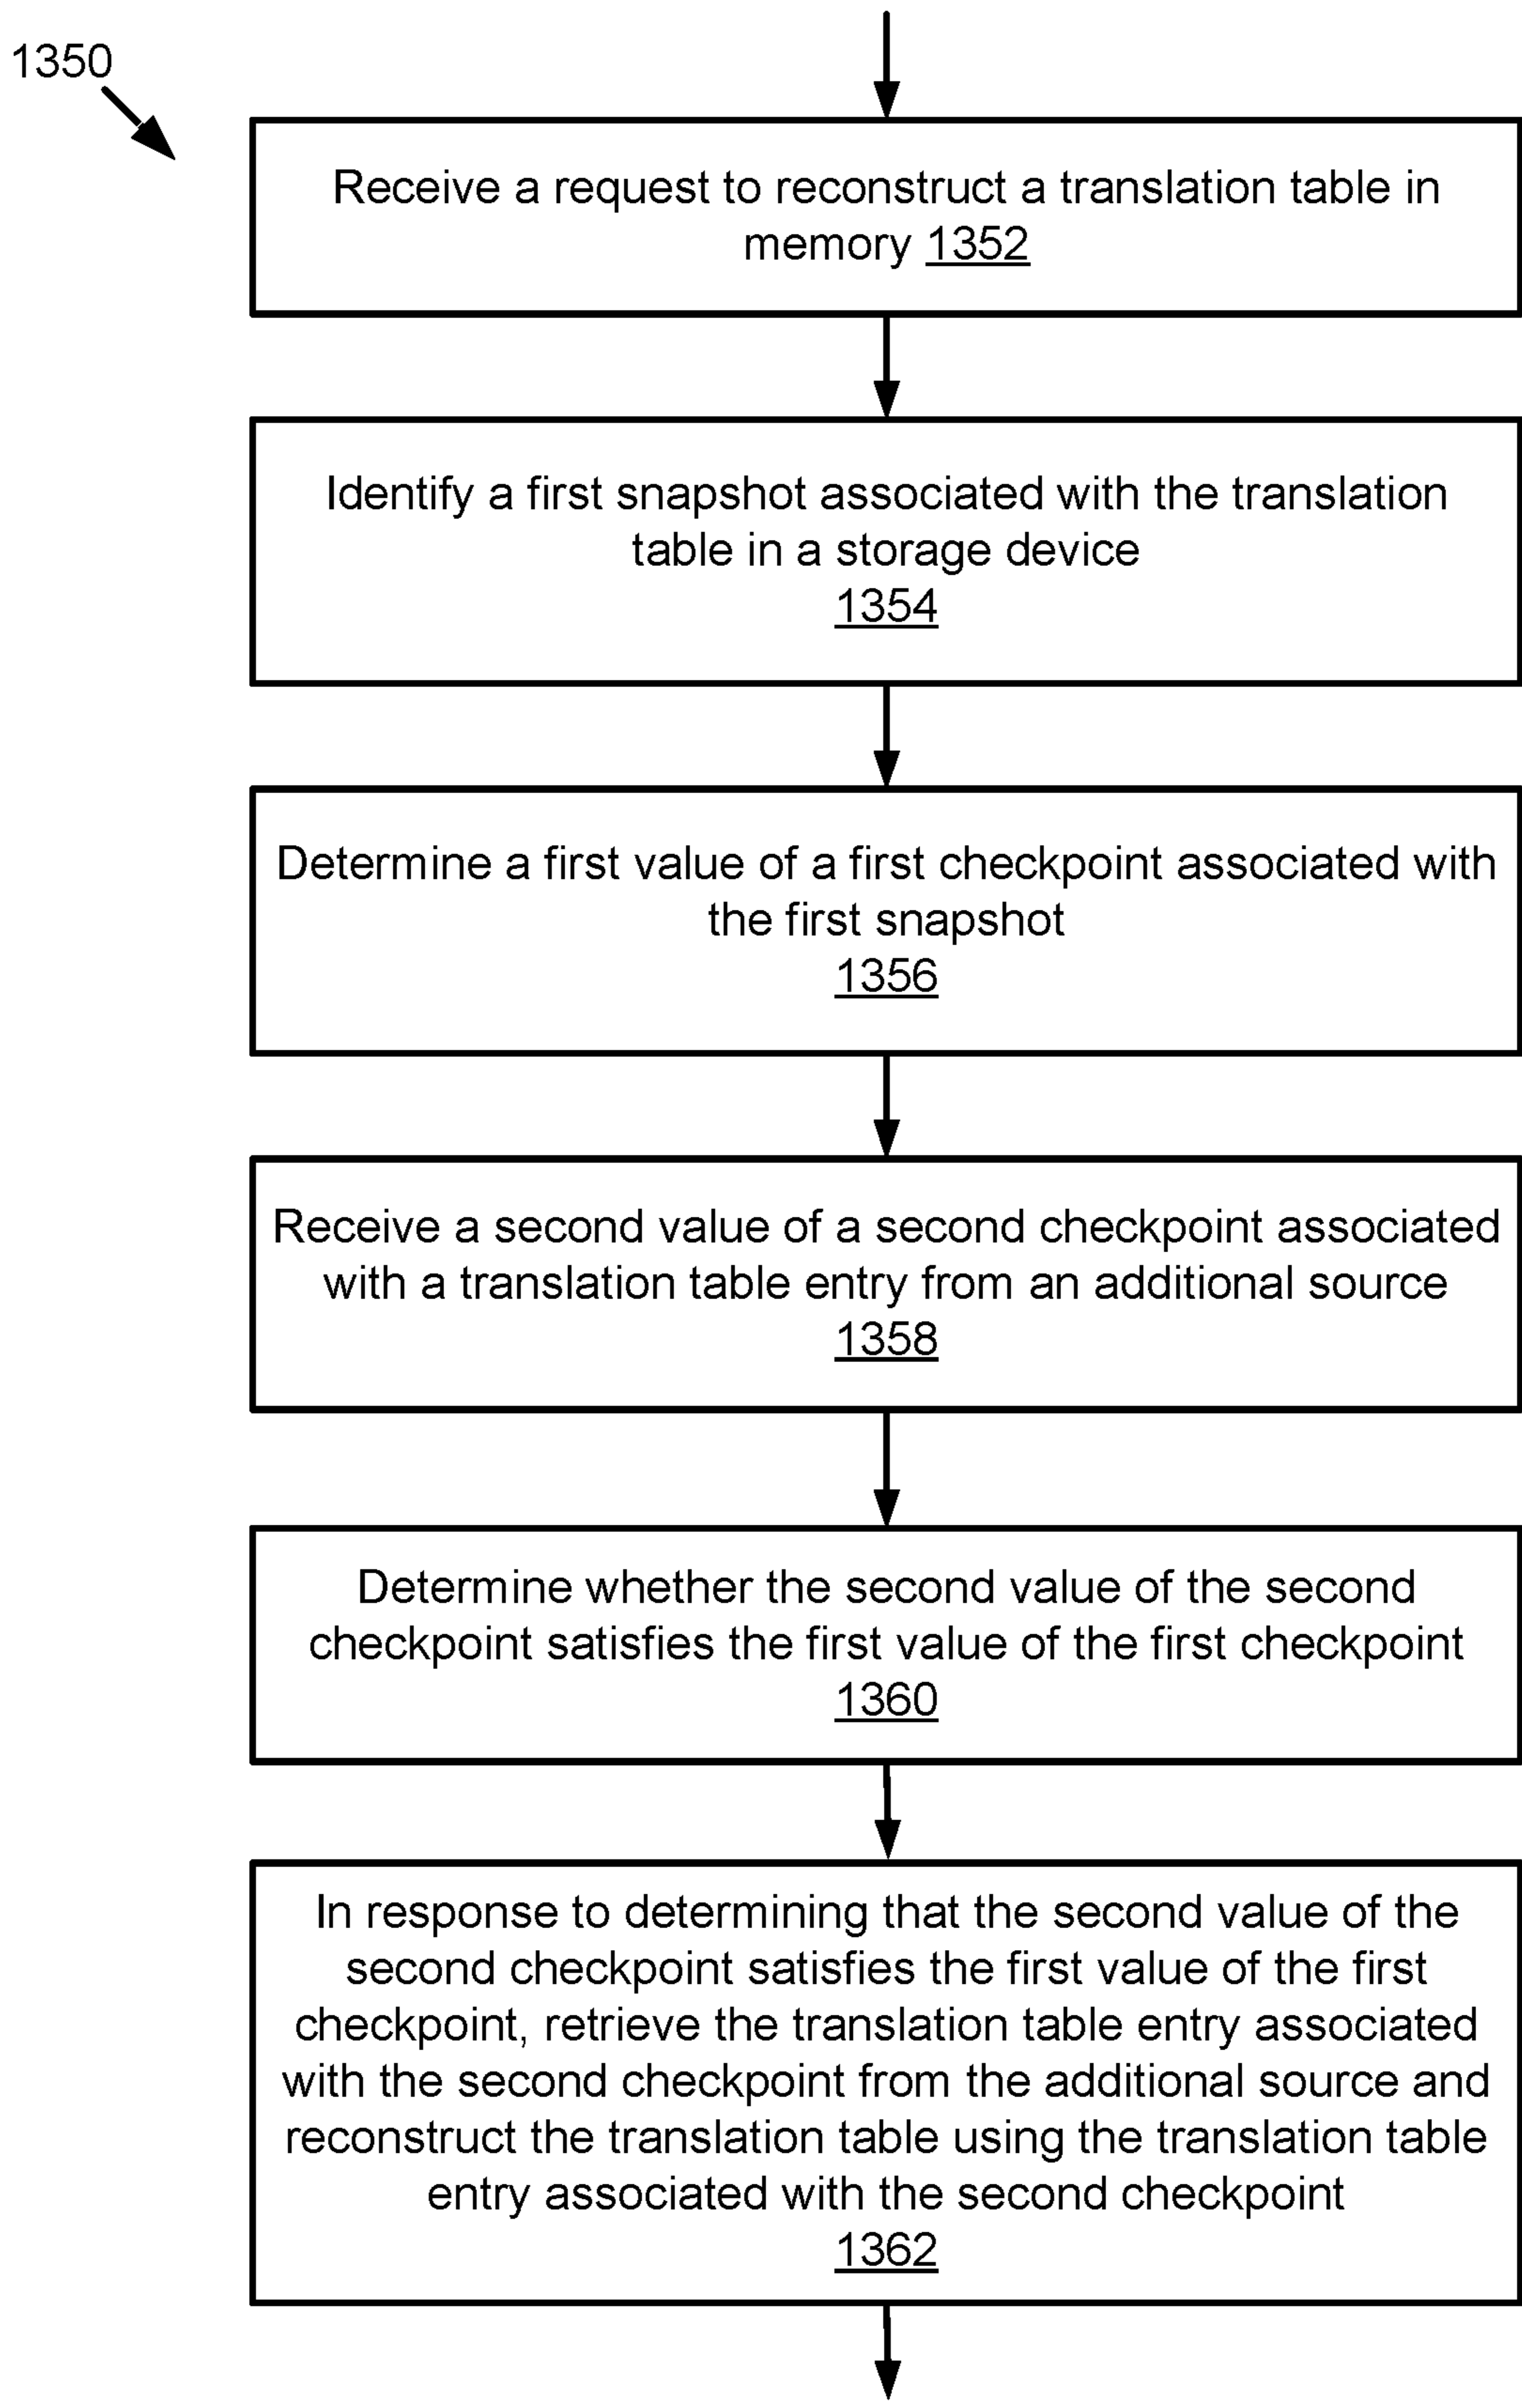 1350
Receive a request to reconstruct a translation table in
memory 1352
Identify a first snapshot associated with the translation
table in a storage device
1354
Determine a first value of a first checkpoint associated with
the first snapshot
1356
Receive a second value of a second checkpoint associated
with a translation table entry from an additional source
1358
Determine whether the second value of the second
checkpoint satisfies the first value of the first checkpoint
1360
In response to determining that the second value of the
second checkpoint satisfies the first value of the first
checkpoint, retrieve the translation table entry associated
with the second checkpoint from the additional source and
reconstruct the translation table using the translation table
entry associated with the second checkpoint
1362